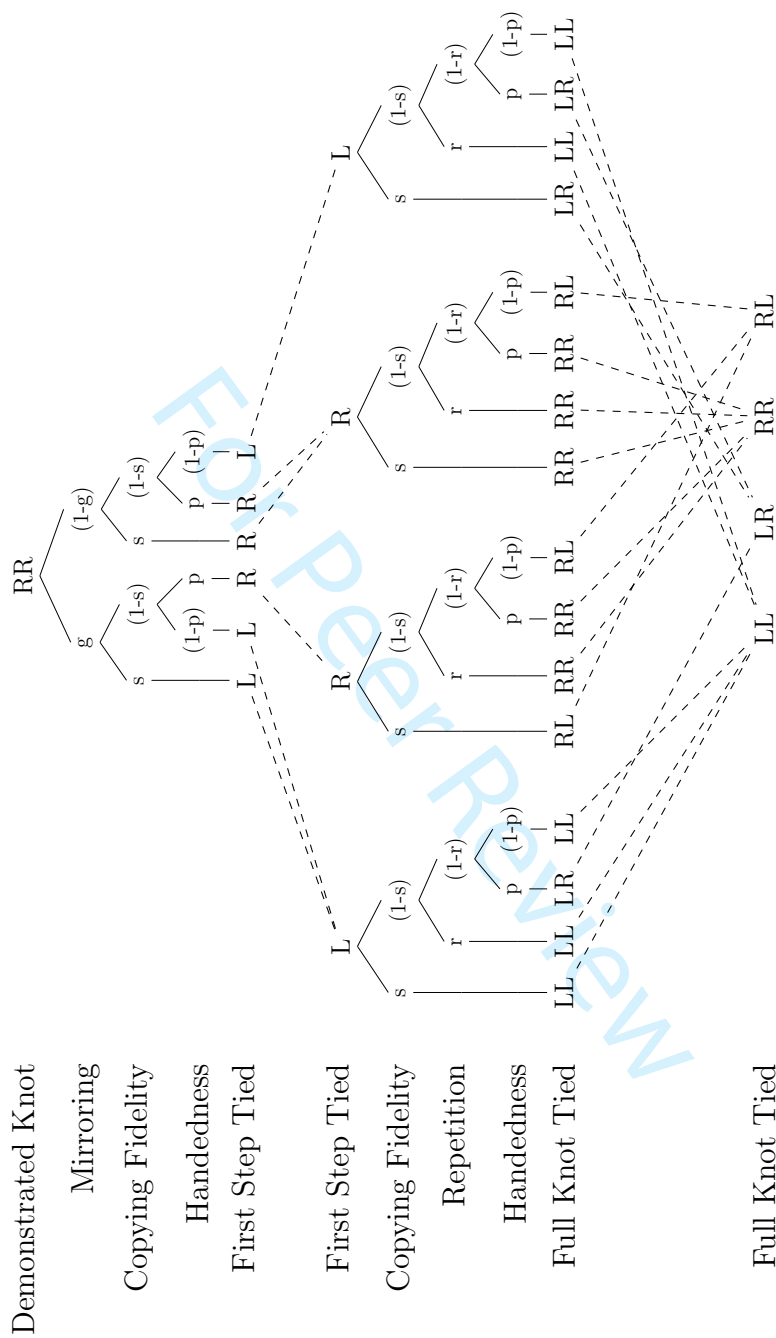 Demonstrated Knot RR
Mirroring g (1-g)
Copying Fidelity s (1-s) s (1-s)
Handedness (1-p) p p (1-p)
First Step Tied L L R R R L
First Step Tied L R R L
Copying Fidelity s (1-s) s (1-s) s (1-s) s (1-s)
Repetition r (1-r) r (1-r) r (1-r) r (1-r)
Handedness p (1-p) p (1-p) p (1-p) p (1-p)
Full Knot Tied LL LL LR LL RL RR RR RL RR RR RR RL LR LL LR LL
Full Knot Tied LL LR RR RL
For Peer Review